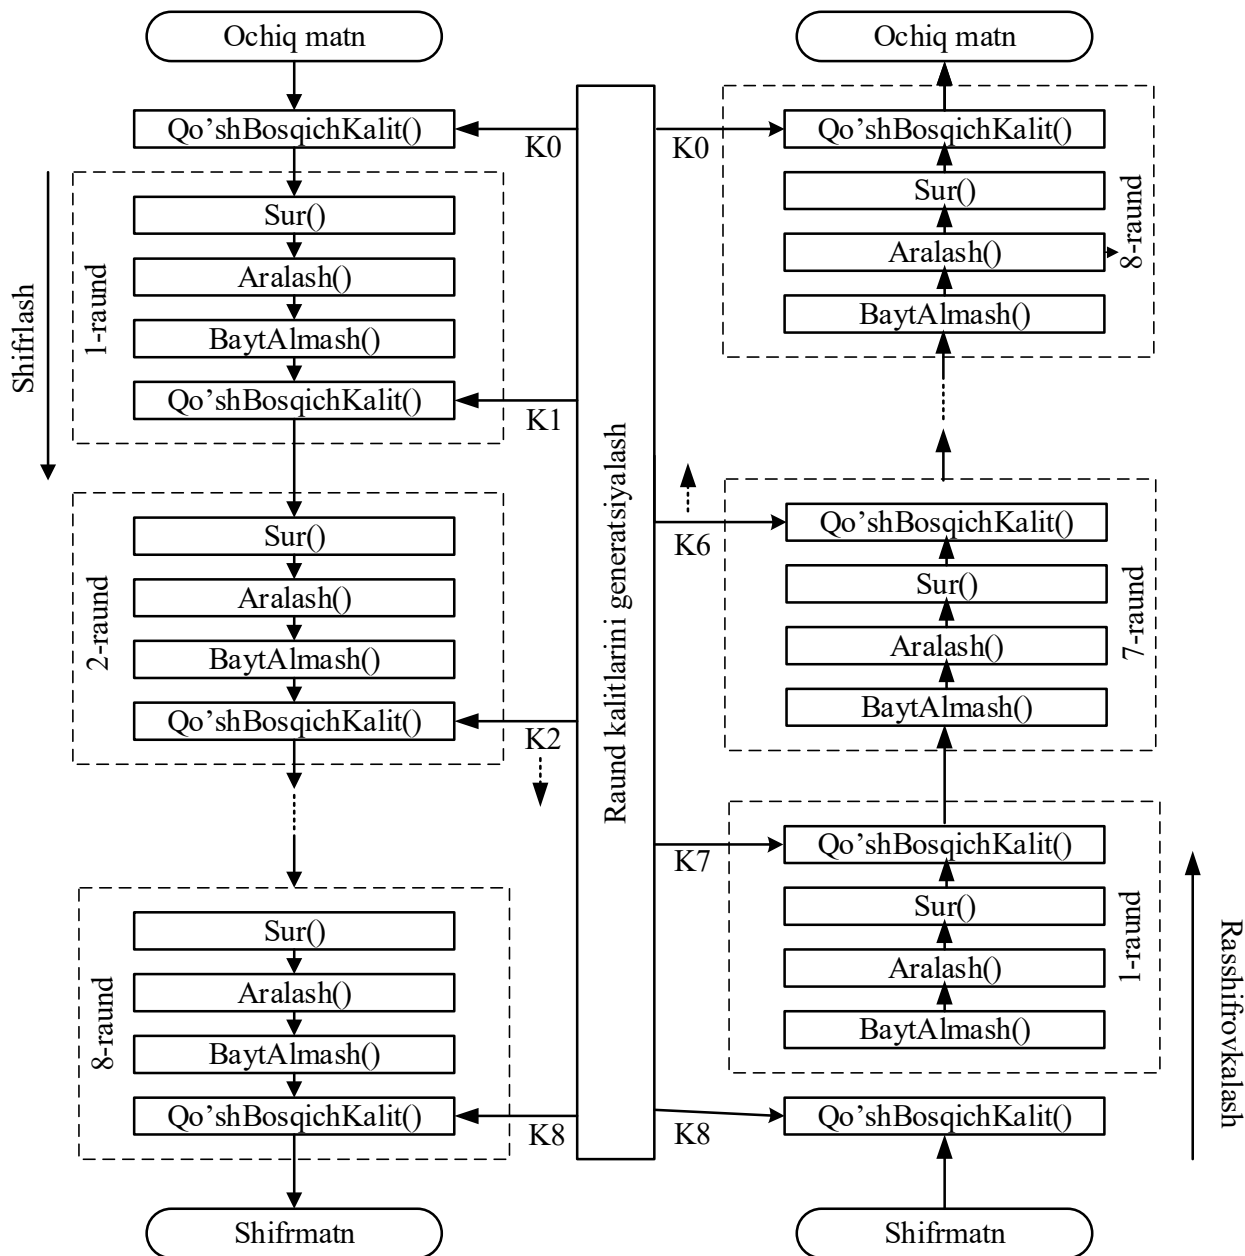 Ochiq matn
Qo’shBosqichKalit()
K0
Shifrlash
1-raund
Sur()
Aralash()
BaytAlmash()
Qo’shBosqichKalit()
K1
2-raund
Sur()
Aralash()
BaytAlmash()
Qo’shBosqichKalit()
K2
8-raund
Sur()
Aralash()
BaytAlmash()
Qo’shBosqichKalit()
K8
Shifrmatn
Raund kalitlarini generatsiyalash
Ochiq matn
K0
Qo’shBosqichKalit()
Sur()
Aralash()
BaytAlmash()
8-raund
K6
Qo’shBosqichKalit()
Sur()
Aralash()
BaytAlmash()
7-raund
K7
Qo’shBosqichKalit()
Sur()
Aralash()
BaytAlmash()
1-raund
Rasshifrovkalash
K8
Qo’shBosqichKalit()
Shifrmatn